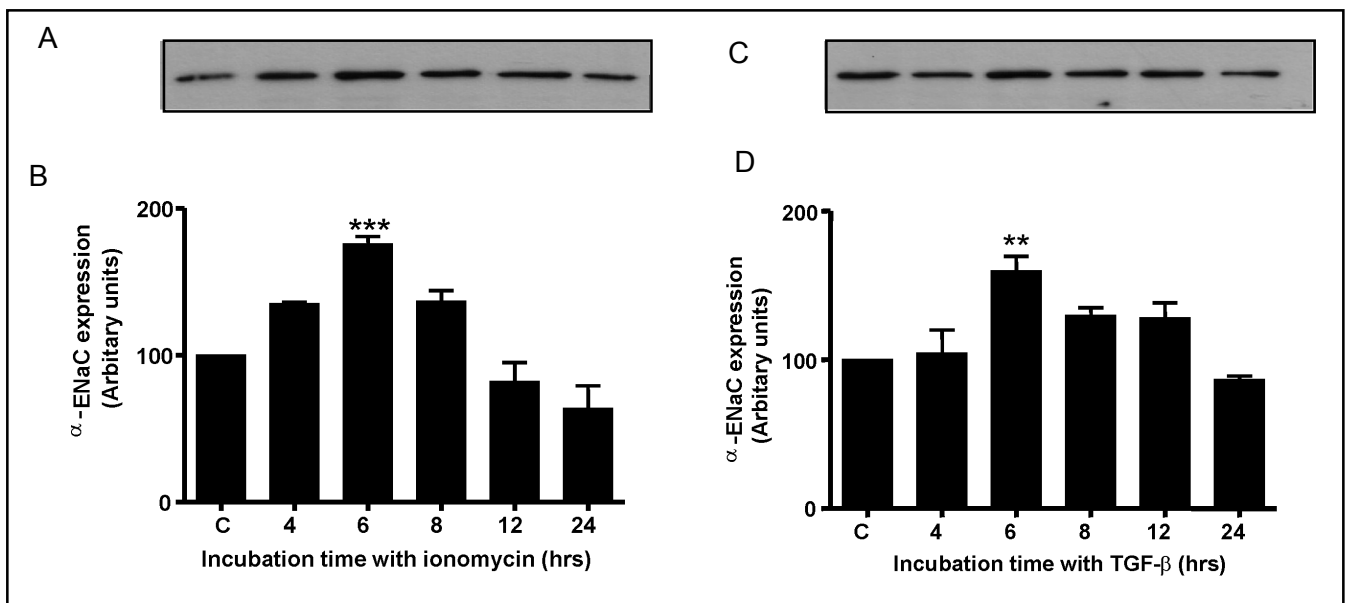 A
C
B
D
α-ENaC expression
(Arbitary units)
200
100
0
***
C 4 6 8 12 24
Incubation time with ionomycin (hrs)
α-ENaC expression
(Arbitary units)
200
100
0
**
C 4 6 8 12 24
Incubation time with TGF-β (hrs)